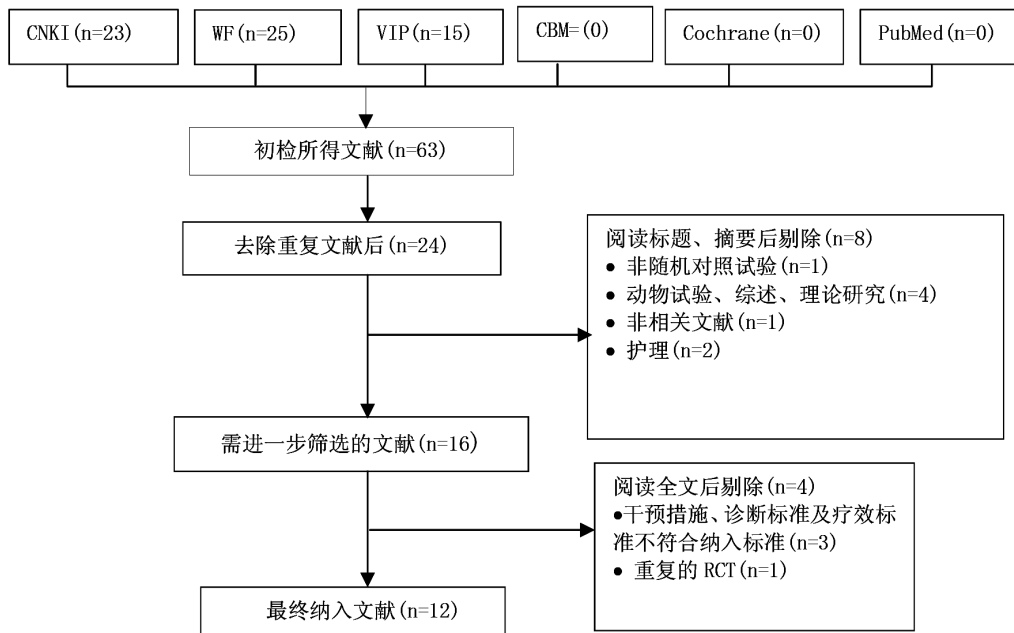 CNKI(n=23)
WF(n=25)
VIP(n=15)
CBM=(0)
Cochrane(n=0)
PubMed(n=0)
初检所得文献(n=63)
去除重复文献后(n=24)
阅读标题、摘要后剔除(n=8)
● 非随机对照试验(n=1)
● 动物试验、综述、理论研究(n=4)
● 非相关文献(n=1)
● 护理(n=2)
需进一步筛选的文献(n=16)
阅读全文后剔除(n=4)
●干预措施、诊断标准及疗效标
准不符合纳入标准(n=3)
● 重复的 RCT(n=1)
最终纳入文献(n=12)